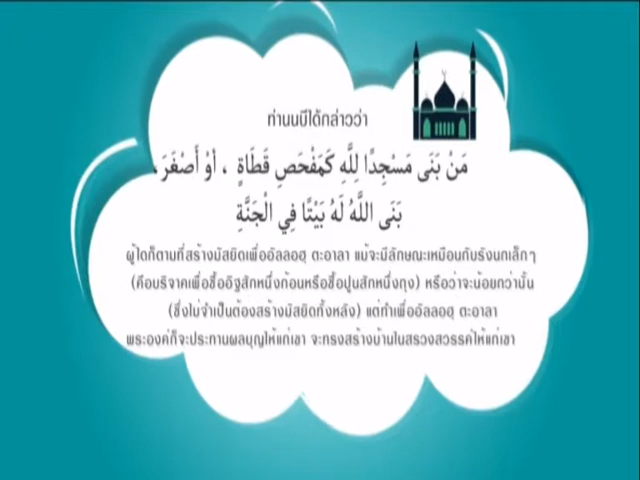 ท่านนบีได้กล่าวว่า
مَنْ بَنَى مَسْجِدًا لِلَّهِ كَمَفْحَصِ قَطَاةٍ ، أَوْ أَصْغَرَ،
بَنَى اللَّهُ لَهُ بَيْتًا فِي الْجَنَّةِ
ผู้ใดก็ตามที่สร้างมัสยิดเพื่ออัลลอฮฺ ตะอาลา แม้จะมีลักษณะเหมือนกับรังนกเล็กๆ
(คือบริจาคเพื่อซื้ออิฐสักหนึ่งก้อนหรือซื้อปูนสักหนึ่งถุง) หรือว่าจะน้อยกว่านั้น
(ซึ่งไม่จำเป็นต้องสร้างมัสยิดทั้งหลัง) แต่ทำเพื่ออัลลอฮฺ ตะอาลา
พระองค์ก็จะประทานผลบุญให้แก่เขา จะทรงสร้างบ้านในสรวงสวรรค์ให้แก่เขา